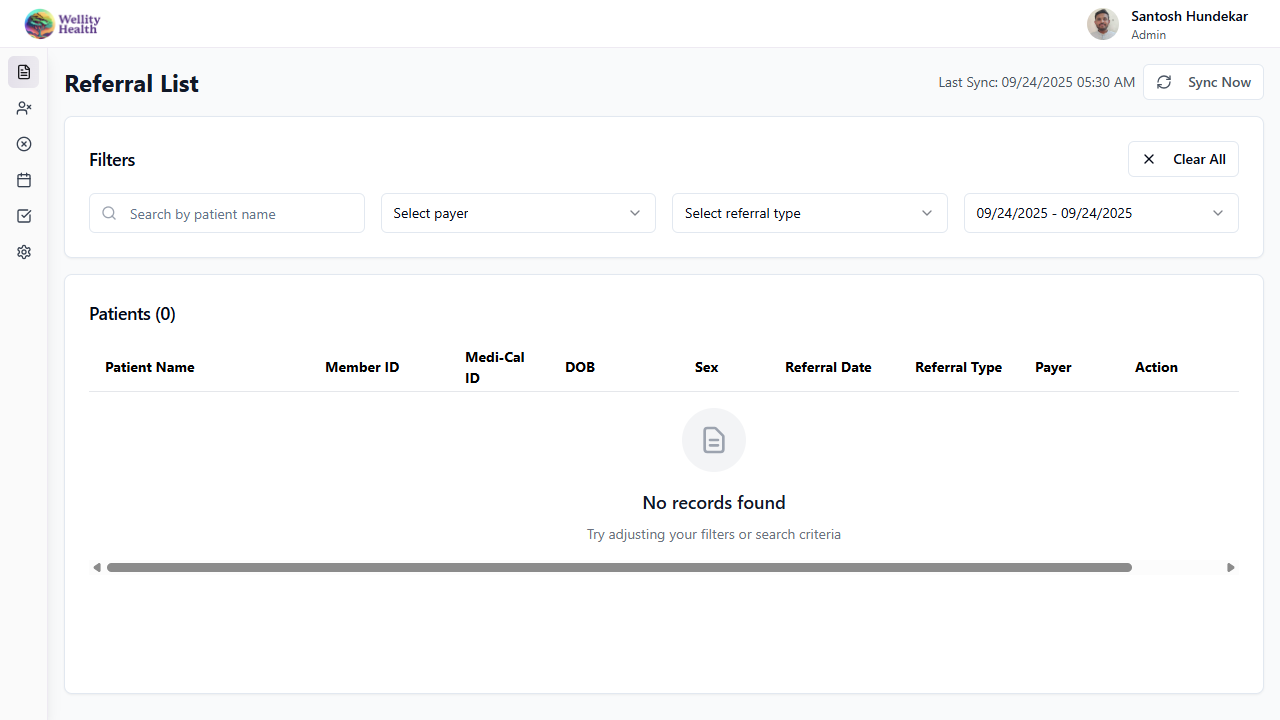 Wellity
Health
Santosh Hundekar
Admin
Referral List
Last Sync: 09/24/2025 05:30 AM
Sync Now
Filters
Clear All
Search by patient name
Select payer
Select referral type
09/24/2025 - 09/24/2025
Patients (0)
Patient Name
Member ID
Medi-Cal
ID
DOB
Sex
Referral Date
Referral Type
Payer
Action
No records found
Try adjusting your filters or search criteria